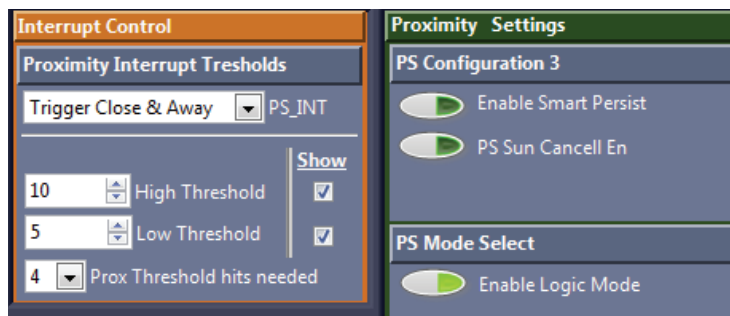 Interrupt Control
Proximity Interrupt Tresholds
Trigger Close & Away PS_INT
Show
10 High Threshold
5 Low Threshold
4 Prox Threshold hits needed
Proximity Settings
PS Configuration 3
Enable Smart Persist
PS Sun Cancell En
PS Mode Select
Enable Logic Mode